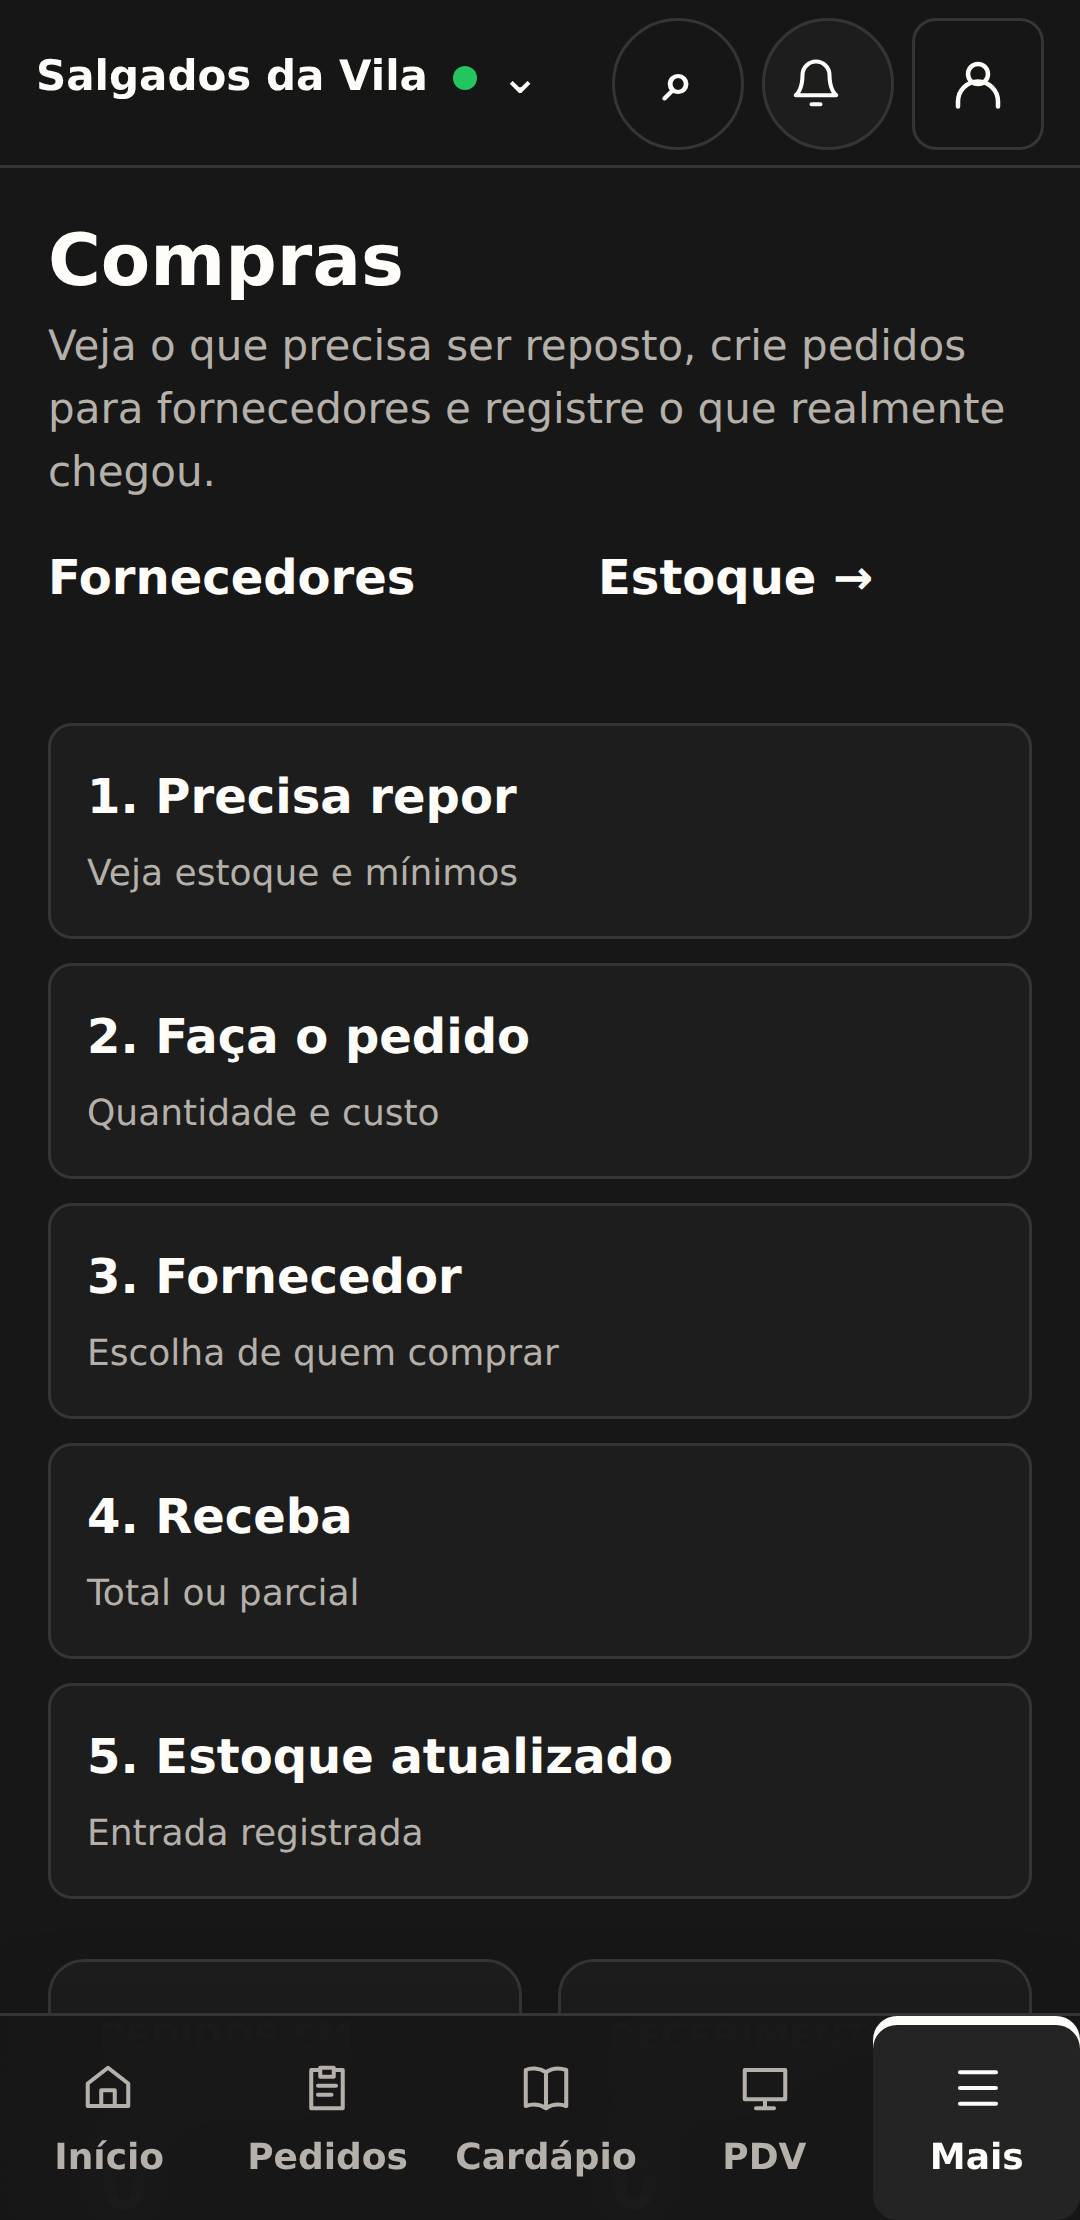 Salgados da Vila
Compras
Veja o que precisa ser reposto, crie pedidos
para fornecedores e registre o que realmente
chegou.
Fornecedores
Estoque →
1. Precisa repor
Veja estoque e mínimos
2. Faça o pedido
Quantidade e custo
3. Fornecedor
Escolha de quem comprar
4. Receba
Total ou parcial
5. Estoque atualizado
Entrada registrada
Início
Pedidos
Cardápio
PDV
Mais